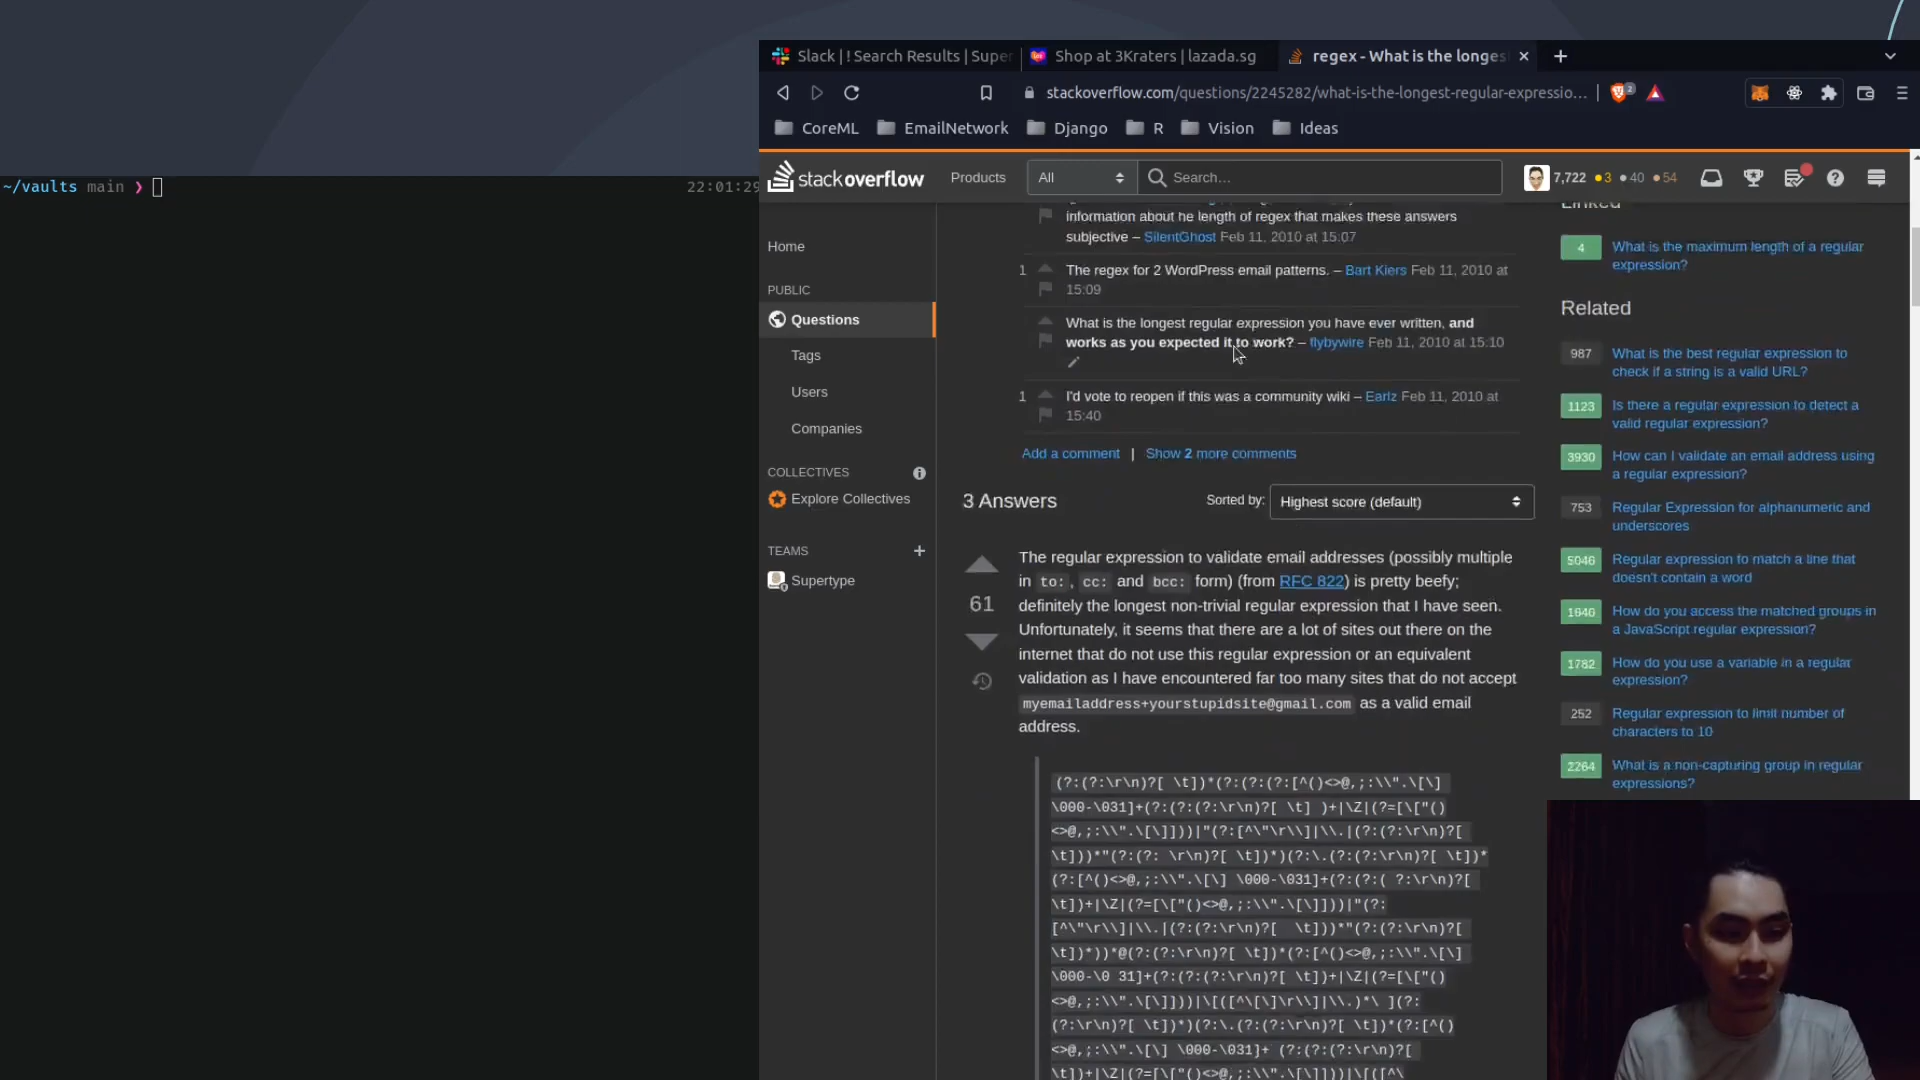 Slack | ! Search Results | Super
Shop at 3Kraters | lazada.sg
regex - What is the longes
stackoverflow.com/questions/2245282/what-is-the-longest-regular-expressio...
2
CoreML
EmailNetwork
Django
R
Vision
Ideas
~/vaults main ❯
22:01:29
stackoverflow
Products
All
Search...
7,722 3 40 54
Home
PUBLIC
Questions
Tags
Users
Companies
COLLECTIVES
Explore Collectives
TEAMS
Supertype
information about he length of regex that makes these answers
subjective – SilentGhost Feb 11, 2010 at 15:07
1 The regex for 2 WordPress email patterns. – Bart Kiers Feb 11, 2010 at
15:09
What is the longest regular expression you have ever written, and
works as you expected it to work? – flybywire Feb 11, 2010 at 15:10
1 I'd vote to reopen if this was a community wiki – Earlz Feb 11, 2010 at
15:40
Add a comment | Show 2 more comments
3 Answers
Sorted by: Highest score (default)
61
The regular expression to validate email addresses (possibly multiple
in to:, cc: and bcc: form) (from RFC 822) is pretty beefy;
definitely the longest non-trivial regular expression that I have seen.
Unfortunately, it seems that there are a lot of sites out there on the
internet that do not use this regular expression or an equivalent
validation as I have encountered far too many sites that do not accept
myemailaddress+yourstupidsite@gmail.com as a valid email
address.
(?:(?:\r\n)?[ \t])*(?:(?:(?:[^()<>@,;:\\".\[\]
\000-\031]+(?:(?:(?:\r\n)?[ \t] )+|\Z|(?=[\["()
<>@,;:\\".\[\]]))|"(?:[^\"\r\\]|\\.|(?:(?:\r\n)?[
\t]))*"(?:(?: \r\n)?[ \t])*)(?:\.(?:(?:\r\n)?[ \t])*
(?:[^()<>@,;:\\".\[\] \000-\031]+(?:(?:( ?:\r\n)?[
\t])+|\Z|(?=[\["()<>@,;:\\".\[\]]))|"(?:
[^\"\r\\]|\\.|(?:(?:\r\n)?[ \t]))*"(?:(?:\r\n)?[
\t])*))*@(?:(?:\r\n)?[ \t])*(?:[^()<>@,;:\\".\[\]
\000-\0 31]+(?:(?:(?:\r\n)?[ \t])+|\Z|(?=[\["()
<>@,;:\\".\[\]]))|\[([^\[\]\r\\]|\\.)*\ ](?:
(?:\r\n)?[ \t])*)(?:\.(?:(?:\r\n)?[ \t])*(?:[^()
<>@,;:\\".\[\] \000-\031]+ (?:(?:(?:\r\n)?[
\t])+|\Z|(?=[\["()<>@,;:\\".\[\]]))|\[([^\
Linked
4 What is the maximum length of a regular
expression?
Related
987 What is the best regular expression to
check if a string is a valid URL?
1123 Is there a regular expression to detect a
valid regular expression?
3930 How can I validate an email address using
a regular expression?
753 Regular Expression for alphanumeric and
underscores
5046 Regular expression to match a line that
doesn't contain a word
1940 How do you access the matched groups in
a JavaScript regular expression?
1782 How do you use a variable in a regular
expression?
252 Regular expression to limit number of
characters to 10
2264 What is a non-capturing group in regular
expressions?